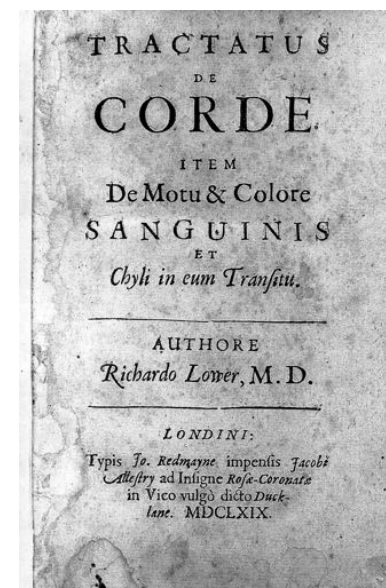 TRACTATUS
DE
CORDE.
ITEM
De Motu & Colore
SANGUINIS
ET
Chyli in eum Tranſitu.
AUTHORE
Richardo Lower, M. D.
LONDINI:
Typis Jo. Redmayne impenſis Jacobi
Alleſtry ad Inſigne Roſæ-Coronatæ
in Vico vulgò dicto Duck-
lane. MDCLXIX.